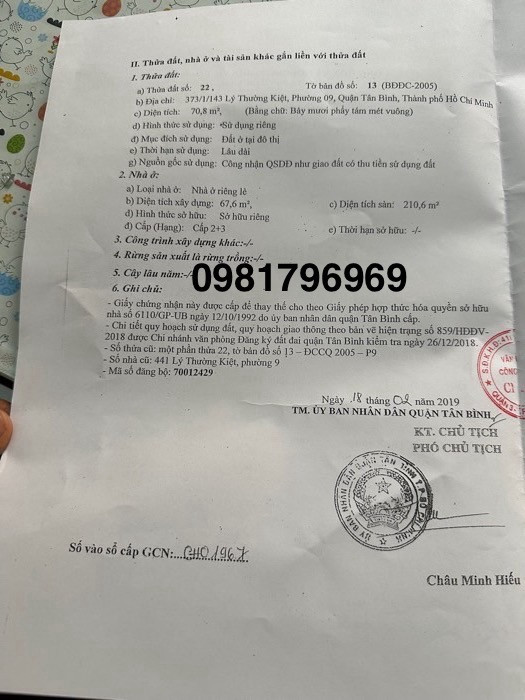 II. Thửa đất, nhà ở và tài sản khác gắn liền với thửa đất
1. Thửa đất:
a) Thửa đất số: 22, Tờ bản đồ số: 13 (BĐĐC-2005)
b) Địa chỉ: 373/1/143 Lý Thường Kiệt, Phường 09, Quận Tân Bình, Thành phố Hồ Chí Minh
c) Diện tích: 70,8 m², (Bằng chữ: Bảy mươi phẩy tám mét vuông)
d) Hình thức sử dụng: Sử dụng riêng
đ) Mục đích sử dụng: Đất ở tại đô thị
e) Thời hạn sử dụng: Lâu dài
g) Nguồn gốc sử dụng: Công nhận QSDĐ như giao đất có thu tiền sử dụng đất
2. Nhà ở:
a) Loại nhà ở: Nhà ở riêng lẻ
b) Diện tích xây dựng: 67,6 m², c) Diện tích sàn: 210,6 m²
d) Hình thức sở hữu: Sở hữu riêng
đ) Cấp (Hạng): Cấp 2+3 e) Thời hạn sở hữu: -/-
3. Công trình xây dựng khác:-/-
4. Rừng sản xuất là rừng trồng:-/-
5. Cây lâu năm:-/-
0981796969
6. Ghi chú:
- Giấy chứng nhận này được cấp để thay thế cho theo Giấy phép hợp thức hóa quyền sở hữu
nhà số 6110/GP-UB ngày 12/10/1992 do ủy ban nhân dân quận Tân Bình cấp.
- Chi tiết quy hoạch sử dụng đất, quy hoạch giao thông theo bản vẽ hiện trạng số 859/HĐĐV-
2018 được Chi nhánh văn phòng Đăng ký đất đai quận Tân Bình kiểm tra ngày 26/12/2018.
- Số thửa cũ: một phần thửa 22, tờ bản đồ số 13 - ĐCCQ 2005 - P9
- Số nhà cũ: 441 Lý Thường Kiệt, phường 9
- Mã số đăng bộ: 70012429
Ngày 18 tháng 02 năm 2019
TM. ỦY BAN NHÂN DÂN QUẬN TÂN BÌNH
KT. CHỦ TỊCH
PHÓ CHỦ TỊCH
Số vào sổ cấp GCN:...CH01967
Châu Minh Hiếu